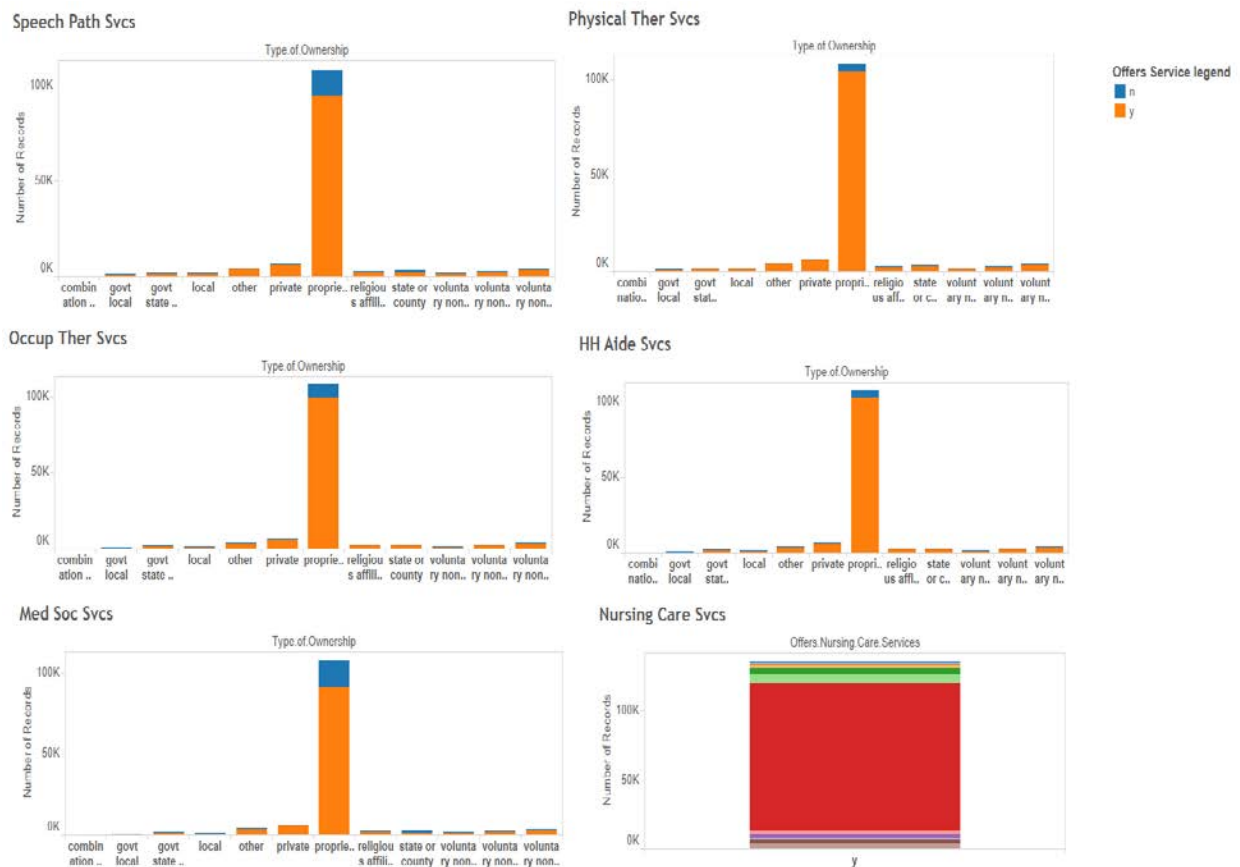 Speech Path Svcs
Type.of.Ownership
Number of Records
100K
50K
0K
combin
ation ..
govt
local
govt
state ..
local
other
private
proprie..
religiou
s affili..
state or
county
volunta
ry non..
volunta
ry non..
volunta
ry non..
Physical Ther Svcs
Type.of.Ownership
Number of Records
100K
50K
0K
combi
natio..
govt
local
govt
stat..
local
other
private
propri..
religio
us aff..
state
or c..
volunt
ary n..
volunt
ary n..
volunt
ary n..
Offers Service legend
n
y
Occup Ther Svcs
Type.of.Ownership
Number of Records
100K
50K
0K
combin
ation ..
govt
local
govt
state ..
local
other
private
proprie..
religiou
s affili..
state or
county
volunta
ry non..
volunta
ry non..
volunta
ry non..
HH Aide Svcs
Type.of.Ownership
Number of Records
100K
50K
0K
combi
natio..
govt
local
govt
stat..
local
other
private
propri..
religio
us affl..
state
or c..
volunt
ary n..
volunt
ary n..
volunt
ary n..
Med Soc Svcs
Type.of.Ownership
Number of Records
100K
50K
0K
combin
ation ..
govt
local
govt
state ..
local
other
private
proprie..
religiou
s affili..
state or
county
volunta
ry non..
volunta
ry non..
volunta
ry non..
Nursing Care Svcs
Offers.Nursing.Care.Services
Number of Records
100K
50K
0K
y